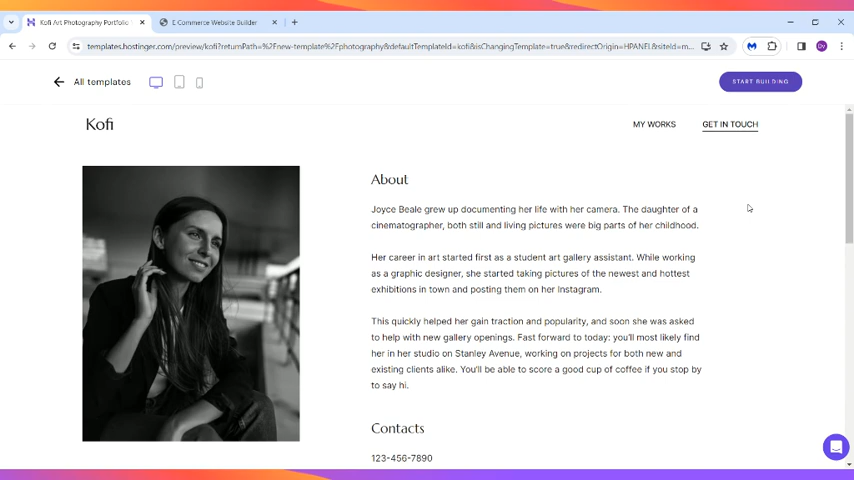 Kofi Art Photography Portfolio
E Commerce Website Builder
templates.hostinger.com/preview/kofi?returnPath=%2Fnew-template%2Fphotography&defaultTemplateId=kofi&isChangingTemplate=true&redirectOrigin=HPANEL&siteId=m...
Dv
All templates
START BUILDING
Kofi
MY WORKS
GET IN TOUCH
About
Joyce Beale grew up documenting her life with her camera. The daughter of a
cinematographer, both still and living pictures were big parts of her childhood.
Her career in art started first as a student art gallery assistant. While working
as a graphic designer, she started taking pictures of the newest and hottest
exhibitions in town and posting them on her Instagram.
This quickly helped her gain traction and popularity, and soon she was asked
to help with new gallery openings. Fast forward to today: you'll most likely find
her in her studio on Stanley Avenue, working on projects for both new and
existing clients alike. You'll be able to score a good cup of coffee if you stop by
to say hi.
Contacts
123-456-7890